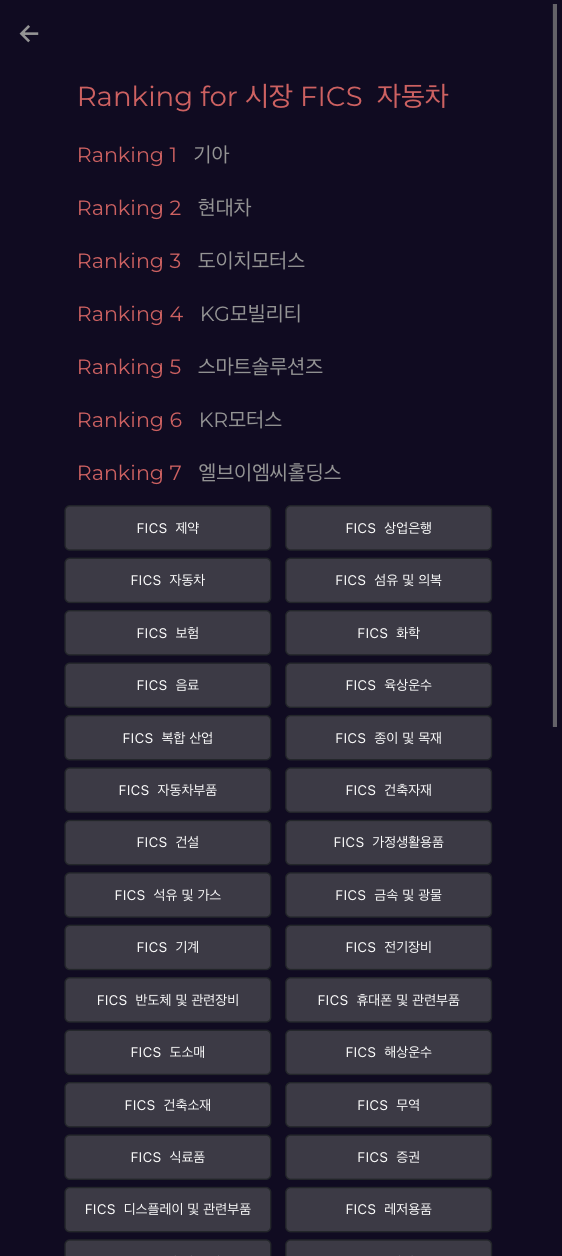 Ranking for 시장 FICS 자동차
Ranking 1 기아
Ranking 2 현대차
Ranking 3 도이치모터스
Ranking 4 KG모빌리티
Ranking 5 스마트솔루션즈
Ranking 6 KR모터스
Ranking 7 엘브이엠씨홀딩스
FICS 제약 FICS 상업은행
FICS 자동차 FICS 섬유 및 의복
FICS 보험 FICS 화학
FICS 음료 FICS 육상운수
FICS 복합 산업 FICS 종이 및 목재
FICS 자동차부품 FICS 건축자재
FICS 건설 FICS 가정생활용품
FICS 석유 및 가스 FICS 금속 및 광물
FICS 기계 FICS 전기장비
FICS 반도체 및 관련장비 FICS 휴대폰 및 관련부품
FICS 도소매 FICS 해상운수
FICS 건축소재 FICS 무역
FICS 식료품 FICS 증권
FICS 디스플레이 및 관련부품 FICS 레저용품